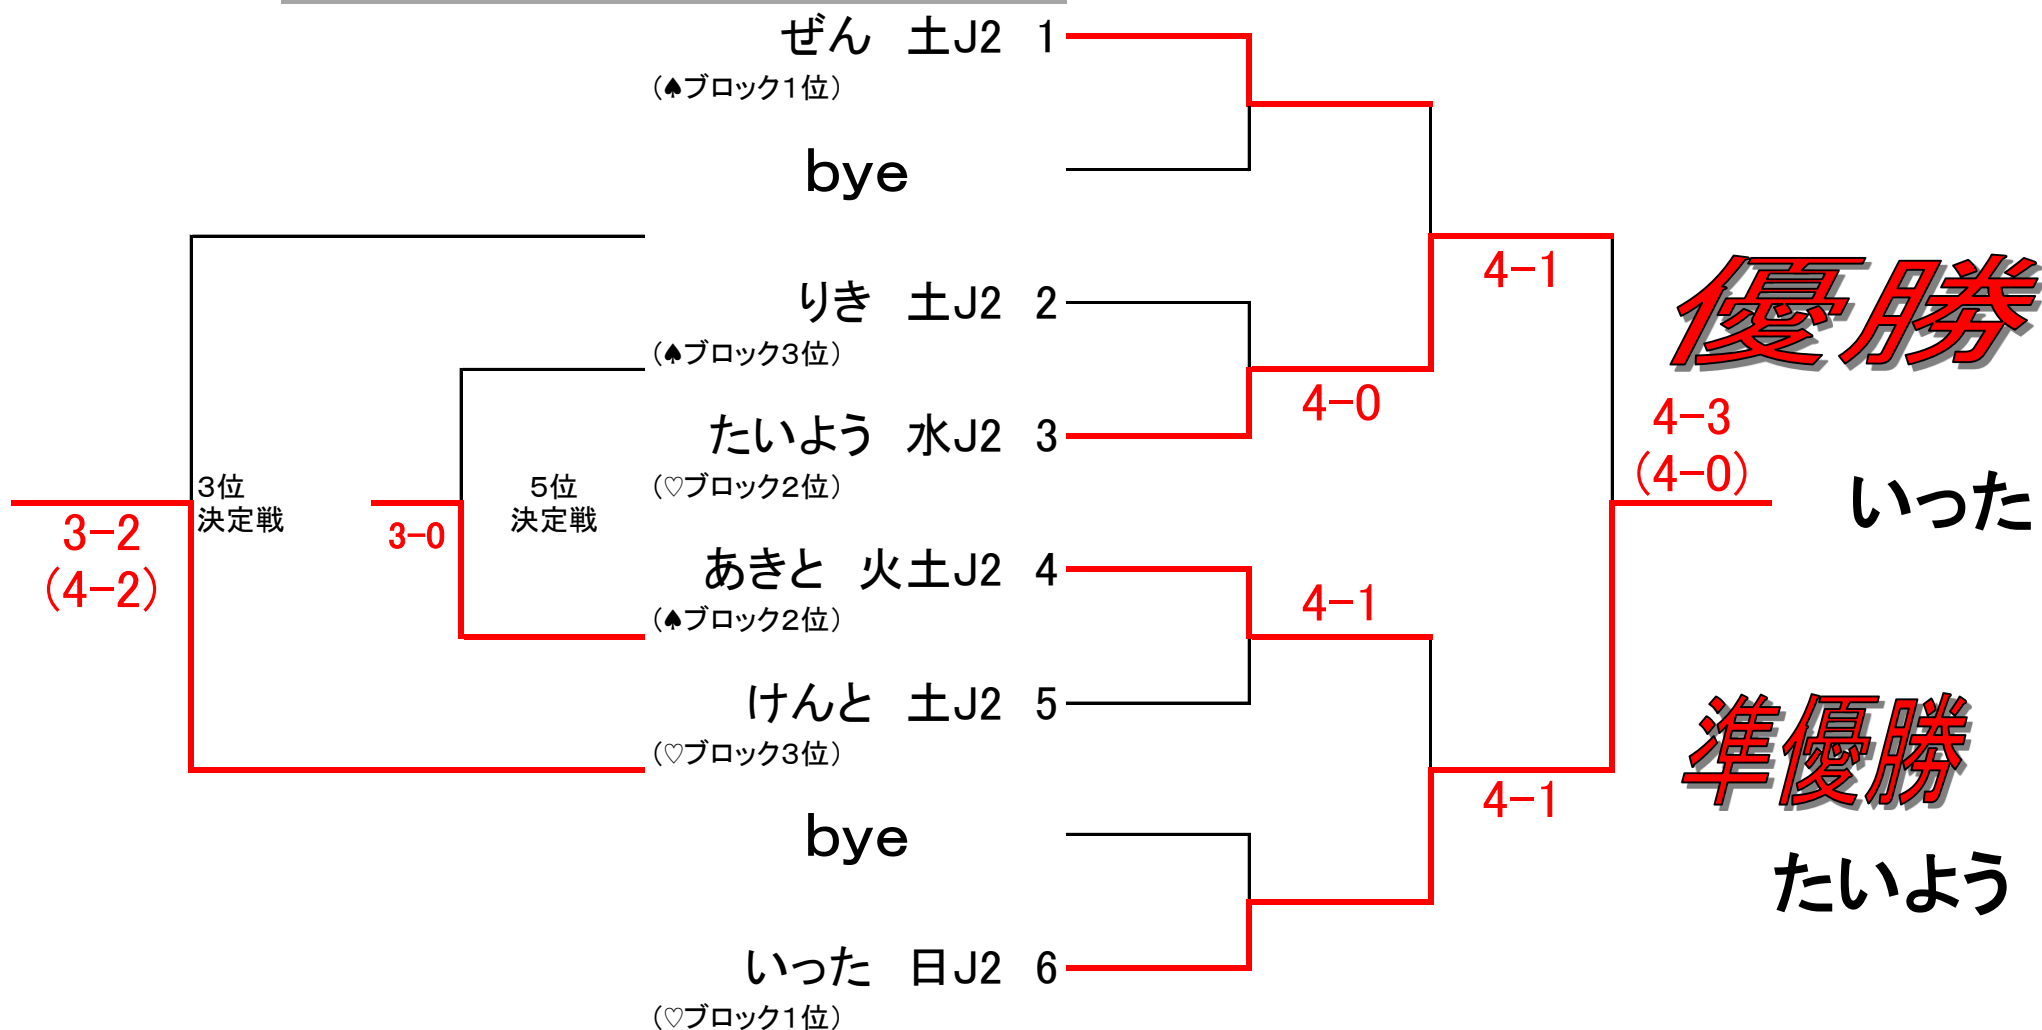 ぜん　土J2　1
（♠ブロック１位）
bye
りき　土J2　2
（♠ブロック３位）
4-1
優勝
たいよう　水J2　3
（♡ブロック２位）
4-0
4-3
（4-0）
いった
3位
決定戦
5位
決定戦
3-2
（4-2）
3-0
あきと　火土J2　4
（♠ブロック２位）
4-1
けんと　土J2　5
（♡ブロック３位）
準優勝
4-1
bye
たいよう
いった　日J2　6
（♡ブロック１位）